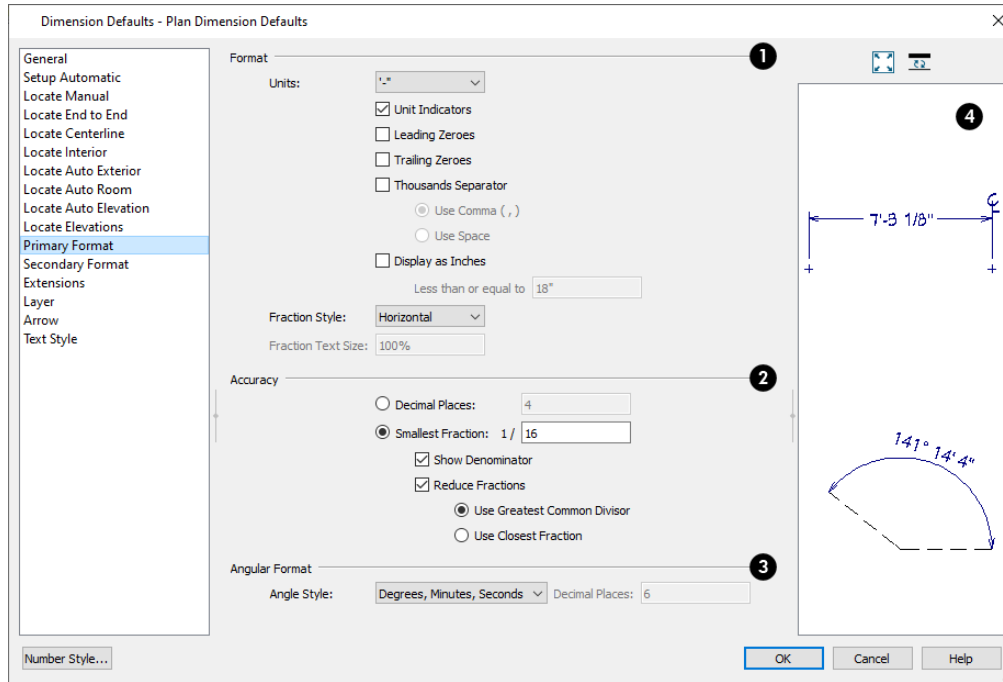 Dimension Defaults - Plan Dimension Defaults
General
Setup Automatic
Locate Manual
Locate End to End
Locate Centerline
Locate Interior
Locate Auto Exterior
Locate Auto Room
Locate Auto Elevation
Locate Elevations
Primary Format
Secondary Format
Extensions
Layer
Arrow
Text Style
Number Style...
Format
1
Units: '-"
Unit Indicators
Leading Zeroes
Trailing Zeroes
Thousands Separator
Use Comma ( , )
Use Space
Display as Inches
Less than or equal to 18"
Fraction Style: Horizontal
Fraction Text Size: 100%
Accuracy
2
Decimal Places: 4
Smallest Fraction: 1 / 16
Show Denominator
Reduce Fractions
Use Greatest Common Divisor
Use Closest Fraction
Angular Format
3
Angle Style: Degrees, Minutes, Seconds Decimal Places: 6
4
7'-3 1/8"
141° 14' 4"
OK Cancel Help